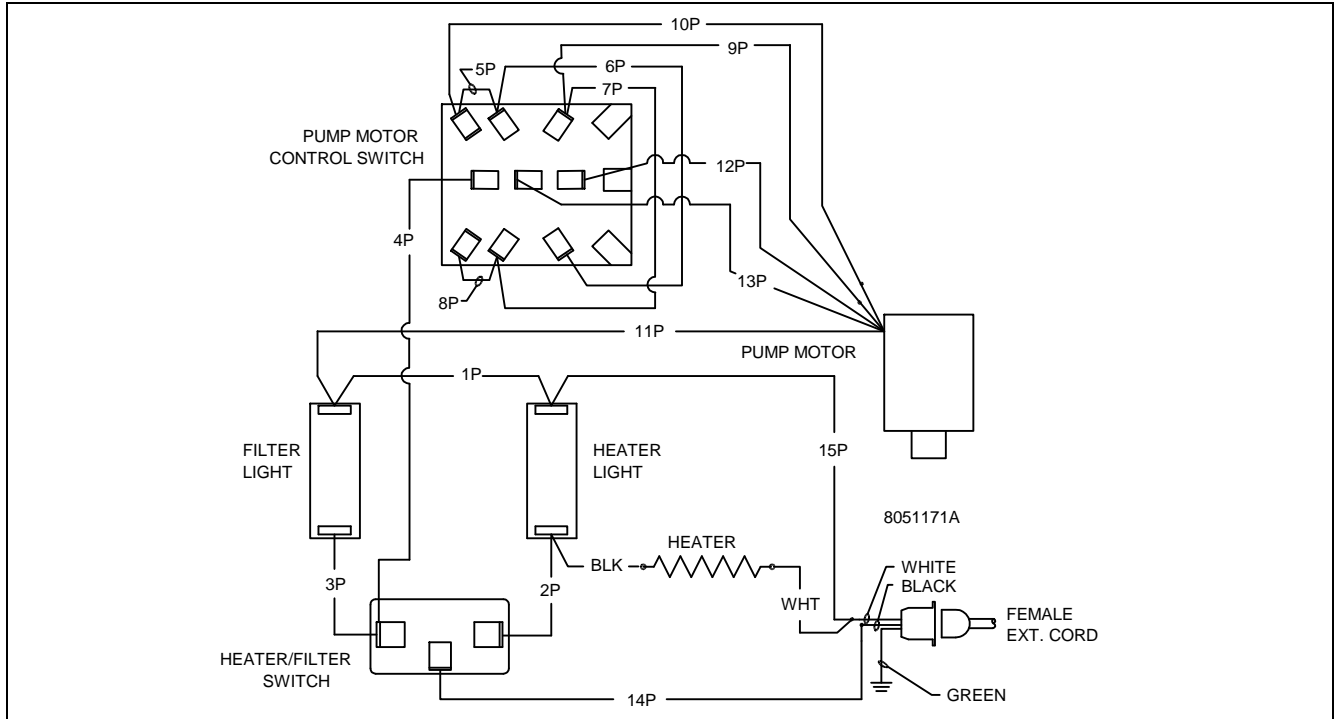 10P
9P
5P
6P
7P
PUMP MOTOR
CONTROL SWITCH
12P
4P
13P
8P
11P
PUMP MOTOR
1P
FILTER
LIGHT
HEATER
LIGHT
15P
8051171A
HEATER
BLK
WHITE
BLACK
3P
2P
WHT
FEMALE
EXT. CORD
HEATER/FILTER
SWITCH
14P
GREEN